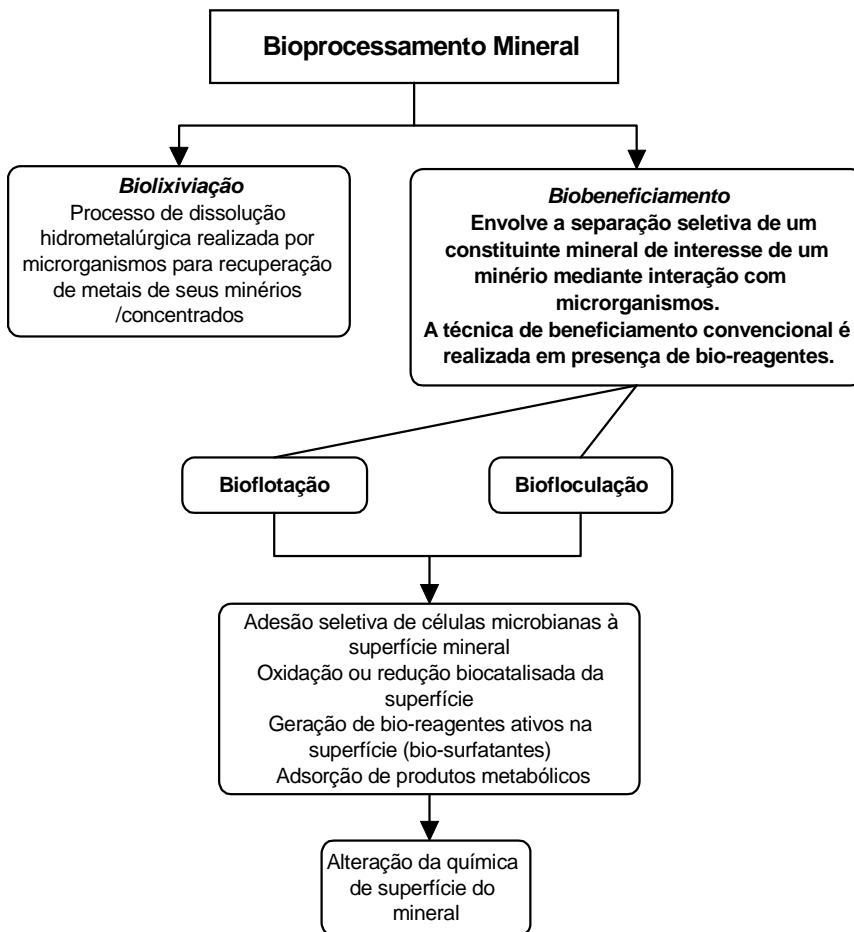 Bioprocessamento Mineral
Biolixiviação
Processo de dissolução
hidrometalúrgica realizada por
microrganismos para recuperação
de metais de seus minérios
/concentrados
Biobeneficiamento
Envolve a separação seletiva de um
constituinte mineral de interesse de um
minério mediante interação com
microrganismos.
A técnica de beneficiamento convencional é
realizada em presença de bio-reagentes.
Bioflotação
Biofloculação
Adesão seletiva de células microbianas à
superfície mineral
Oxidação ou redução biocatalisada da
superfície
Geração de bio-reagentes ativos na
superfície (bio-surfatantes)
Adsorção de produtos metabólicos
Alteração da química
de superfície do
mineral